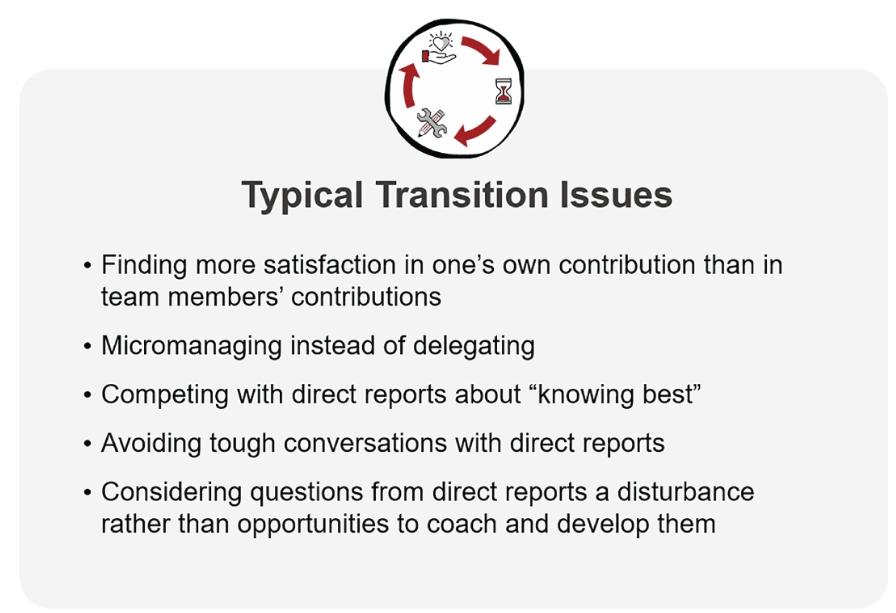 Typical Transition Issues
• Finding more satisfaction in one’s own contribution than in
team members’ contributions
• Micromanaging instead of delegating
• Competing with direct reports about “knowing best”
• Avoiding tough conversations with direct reports
• Considering questions from direct reports a disturbance
rather than opportunities to coach and develop them